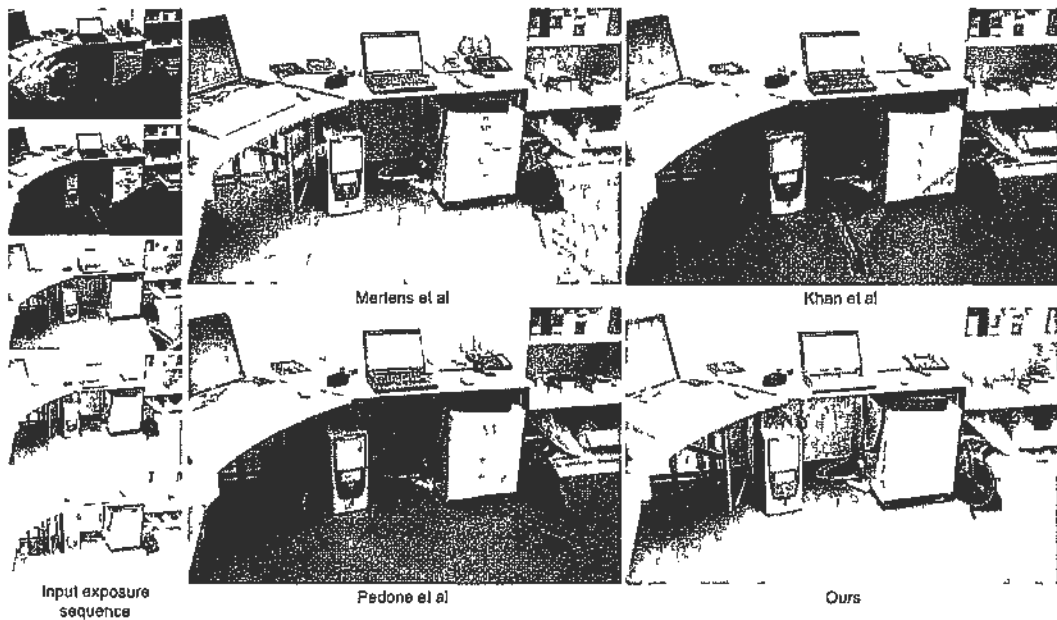 Mertens et al
Khan et al
Input exposure
sequence
Pedone et al
Ours